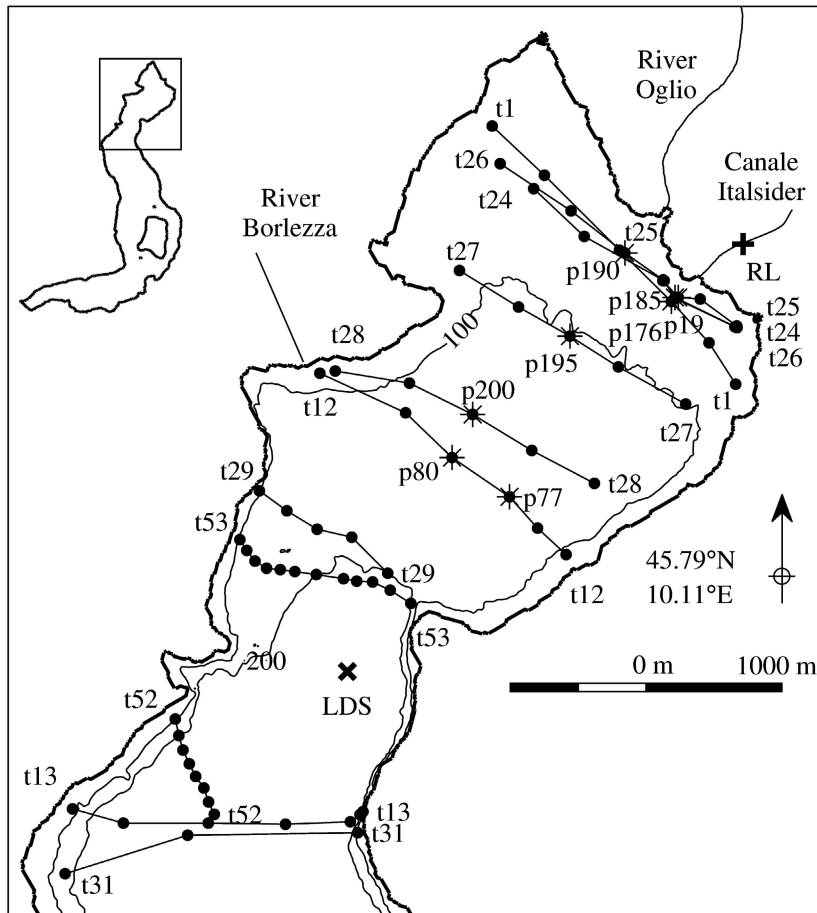 River
Oglio
t1
t26
Canale
Italsider
t24
River
Borlezza
t25
t27
p190
RL
p185
t25
p176
p19
t24
100
t26
t28
p195
t12
p200
t1
t27
p80
t29
p77
t28
t53
45.79°N
t29
10.11°E
t12
t53
200
0 m
1000 m
LDS
t52
t13
t52
t13
t31
t31